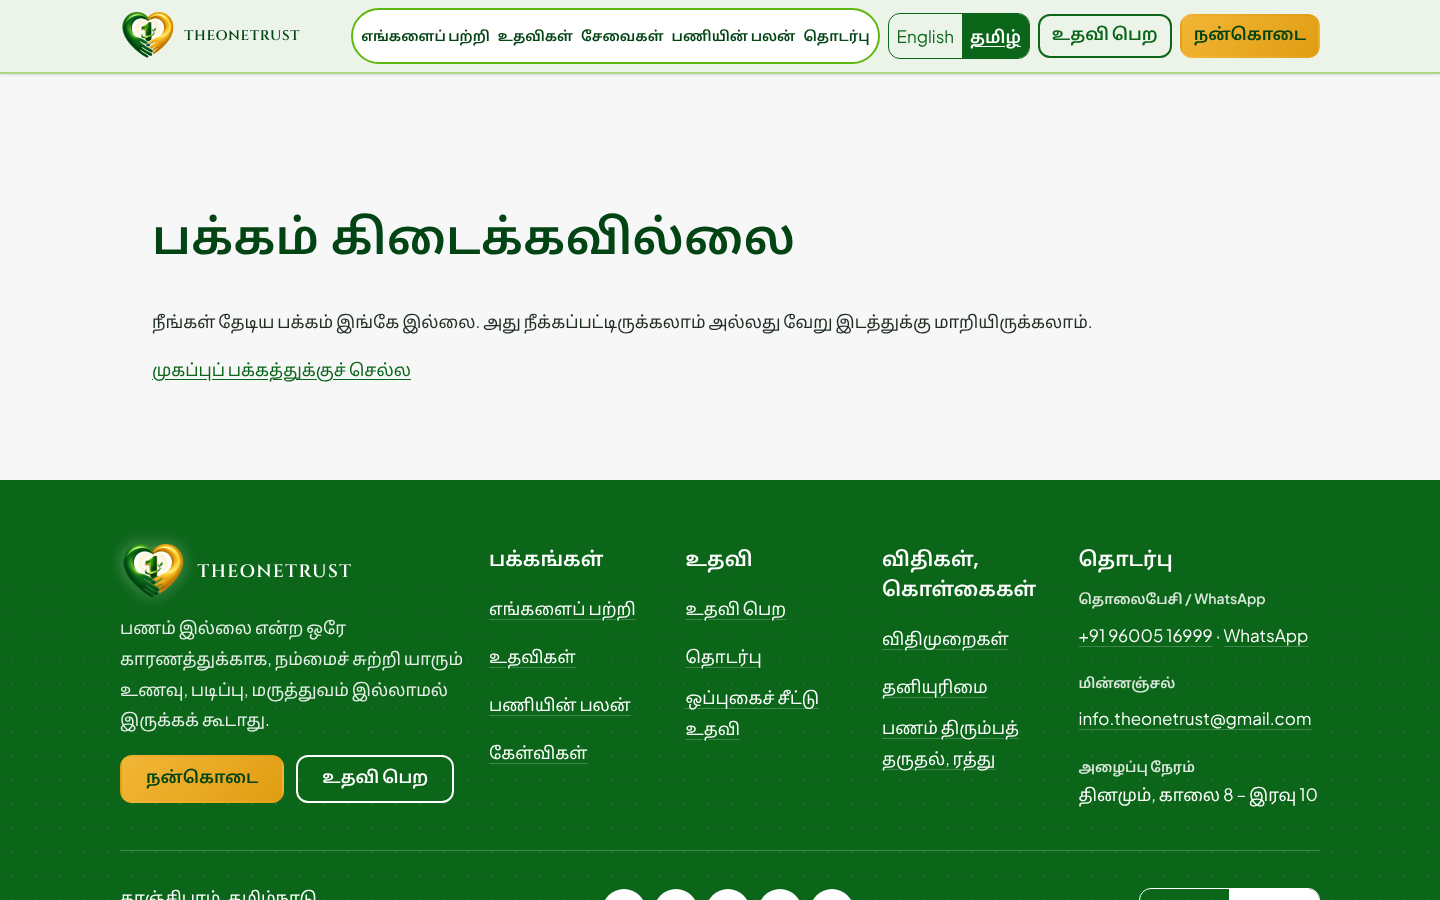 THEONETRUST
எங்களைப் பற்றி உதவிகள் சேவைகள் பணியின் பலன் தொடர்பு
English தமிழ்
உதவி பெற
நன்கொடை
பக்கம் கிடைக்கவில்லை
நீங்கள் தேடிய பக்கம் இங்கே இல்லை. அது நீக்கப்பட்டிருக்கலாம் அல்லது வேறு இடத்துக்கு மாறியிருக்கலாம்.
முகப்புப் பக்கத்துக்குச் செல்ல
THEONETRUST
பணம் இல்லை என்ற ஒரே
காரணத்துக்காக, நம்மைச் சுற்றி யாரும்
உணவு, படிப்பு, மருத்துவம் இல்லாமல்
இருக்கக் கூடாது.
நன்கொடை
உதவி பெற
பக்கங்கள்
எங்களைப் பற்றி
உதவிகள்
பணியின் பலன்
கேள்விகள்
உதவி
உதவி பெற
தொடர்பு
ஒப்புகைச் சீட்டு
உதவி
விதிகள்,
கொள்கைகள்
விதிமுறைகள்
தனியுரிமை
பணம் திரும்பத்
தருதல், ரத்து
தொடர்பு
தொலைபேசி / WhatsApp
+91 96005 16999 · WhatsApp
மின்னஞ்சல்
info.theonetrust@gmail.com
அழைப்பு நேரம்
தினமும், காலை 8 – இரவு 10